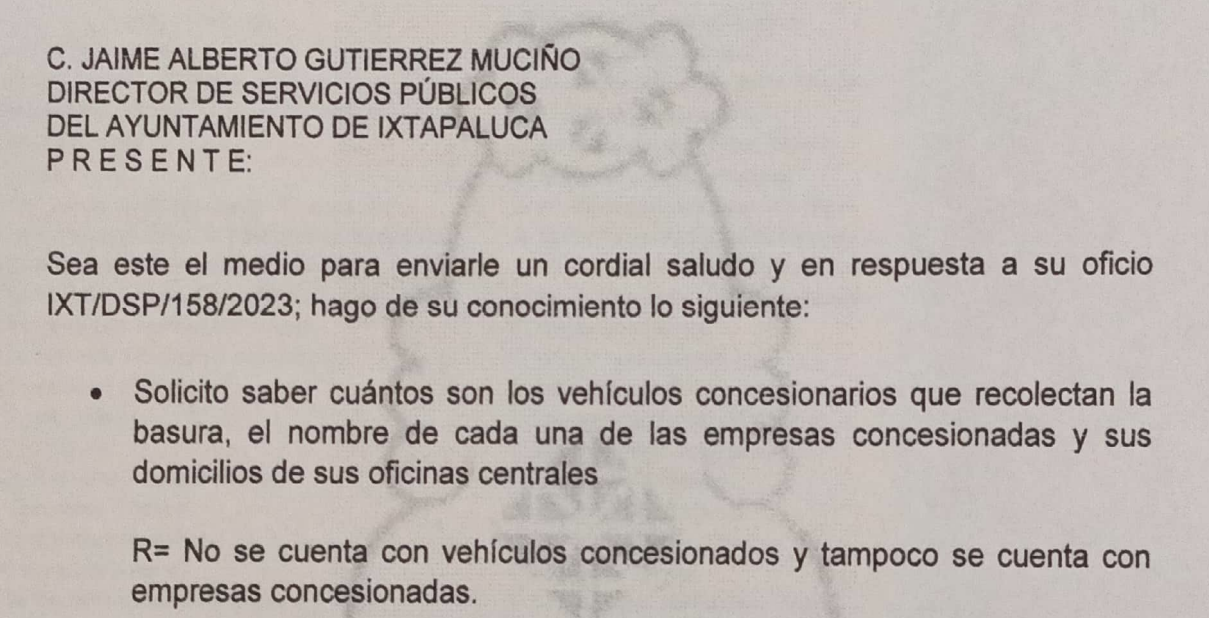 C. JAIME ALBERTO GUTIERREZ MUCIÑO
DIRECTOR DE SERVICIOS PÚBLICOS
DEL AYUNTAMIENTO DE IXTAPALUCA
P R E S E N T E:
Sea este el medio para enviarle un cordial saludo y en respuesta a su oficio
IXT/DSP/158/2023; hago de su conocimiento lo siguiente:
• Solicito saber cuántos son los vehículos concesionarios que recolectan la
basura, el nombre de cada una de las empresas concesionadas y sus
domicilios de sus oficinas centrales
R= No se cuenta con vehículos concesionados y tampoco se cuenta con
empresas concesionadas.